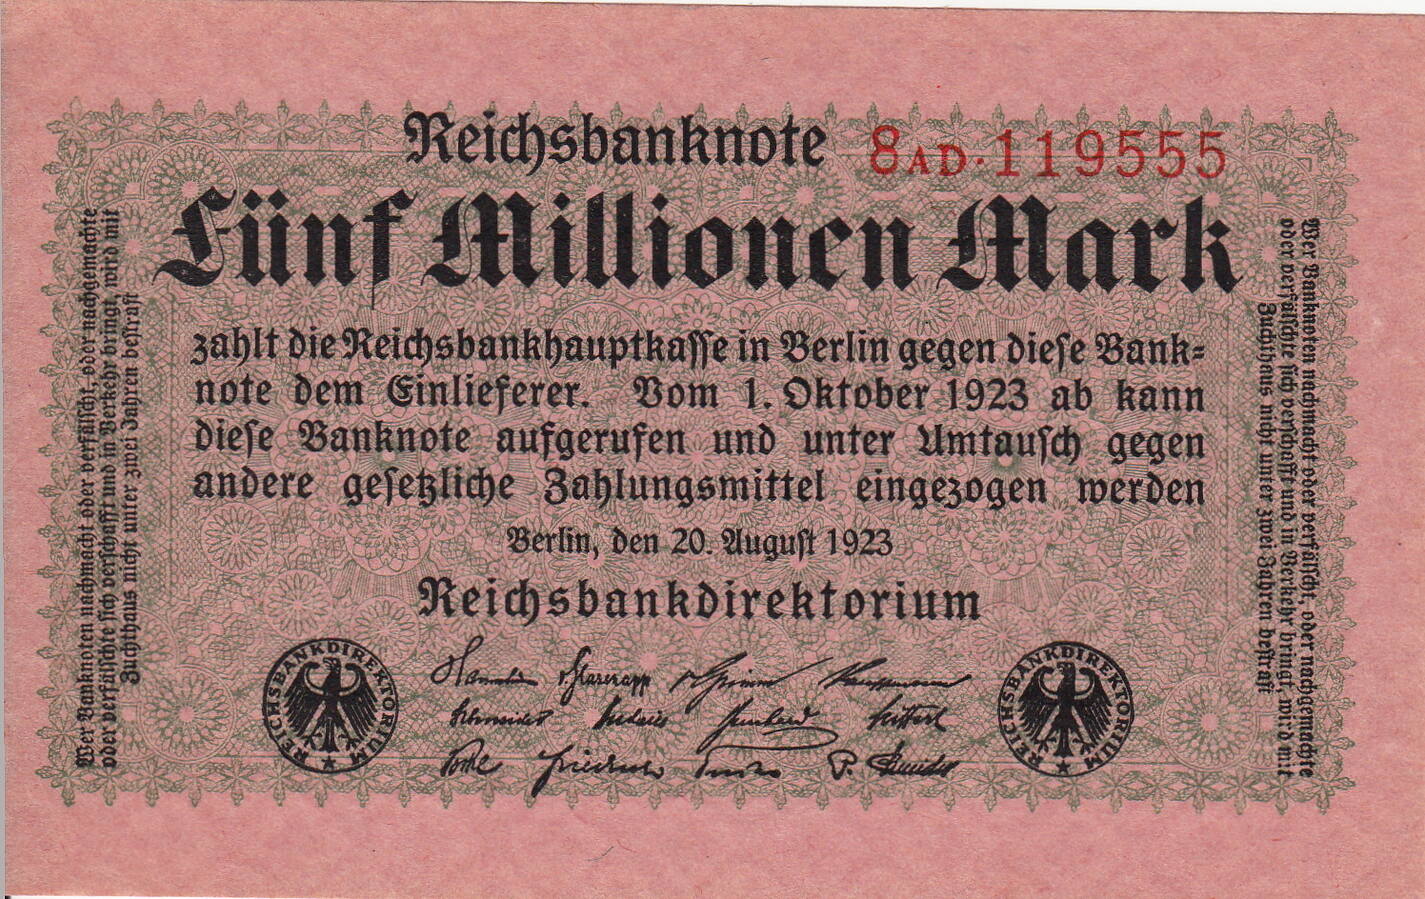 Reichsbanknote 8AD·119555
Fünf Millionen Mark
zahlt die Reichsbankhauptkasse in Berlin gegen diese Bank=
note dem Einlieferer. Vom 1. Oktober 1923 ab kann
diese Banknote aufgerufen und unter Umtausch gegen
andere gesetzliche Zahlungsmittel eingezogen werden
Berlin, den 20. August 1923
Reichsbankdirektorium
v. Grimm Kauffmann
Schneider
P. Schneider
REICHSBANKDIREKTORIUM
REICHSBANKDIREKTORIUM
Wer Banknoten nachmacht oder verfälscht, oder nachgemachte
oder verfälschte sich verschafft und in Verkehr bringt, wird mit
Zuchthaus nicht unter zwei Jahren bestraft
Wer Banknoten nachmacht oder verfälscht, oder nachgemachte
oder verfälschte sich verschafft und in Verkehr bringt, wird mit
Zuchthaus nicht unter zwei Jahren bestraft